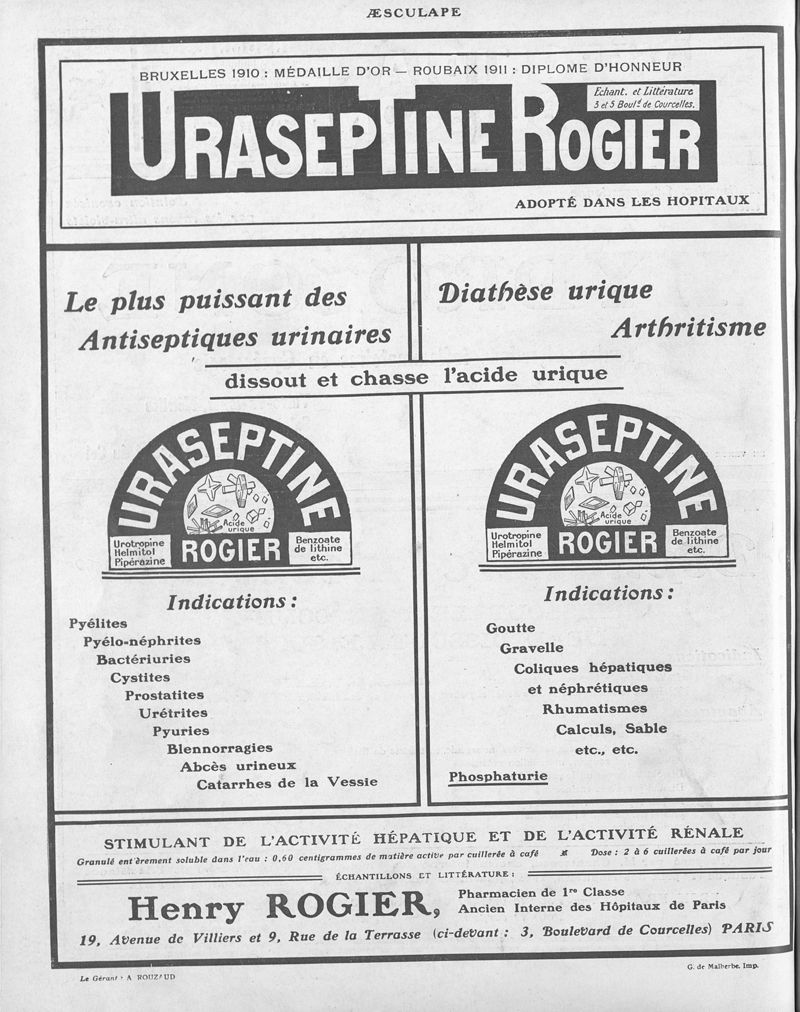 ÆSCULAPE
BRUXELLES 1910 : MÉDAILLE D'OR — ROUBAIX 1911 : DIPLOME D'HONNEUR
URASEPTINE ROGIER
Echant. et Littérature
3 et 5 Boulᵈ de Courcelles.
ADOPTÉ DANS LES HOPITAUX
Le plus puissant des
Antiseptiques urinaires
Diathèse urique
Arthritisme
dissout et chasse l'acide urique
URASEPTINE
Acide
urique
Urotropine
Helmitol
Pipérazine
ROGIER
Benzoate
de lithine
etc.
Indications :
Pyélites
Pyélo-néphrites
Bactériuries
Cystites
Prostatites
Urétrites
Pyuries
Blennorragies
Abcès urineux
Catarrhes de la Vessie
URASEPTINE
Acide
urique
Urotropine
Helmitol
Pipérazine
ROGIER
Benzoate
de lithine
etc.
Indications :
Goutte
Gravelle
Coliques hépatiques
et néphrétiques
Rhumatismes
Calculs, Sable
etc., etc.
Phosphaturie
STIMULANT DE L'ACTIVITÉ HÉPATIQUE ET DE L'ACTIVITÉ RÉNALE
Granulé entèrement soluble dans l'eau : 0,60 centigrammes de matière active par cuillerée à café Dose : 2 à 6 cuillerées à café par jour
ÉCHANTILLONS ET LITTÉRATURE :
Henry ROGIER,
Pharmacien de 1ʳᵉ Classe
Ancien Interne des Hôpitaux de Paris
19, Avenue de Villiers et 9, Rue de la Terrasse (ci-devant : 3, Boulevard de Courcelles) PARIS
Le Gérant : A ROUZAUD
G. de Malherbe, Imp.